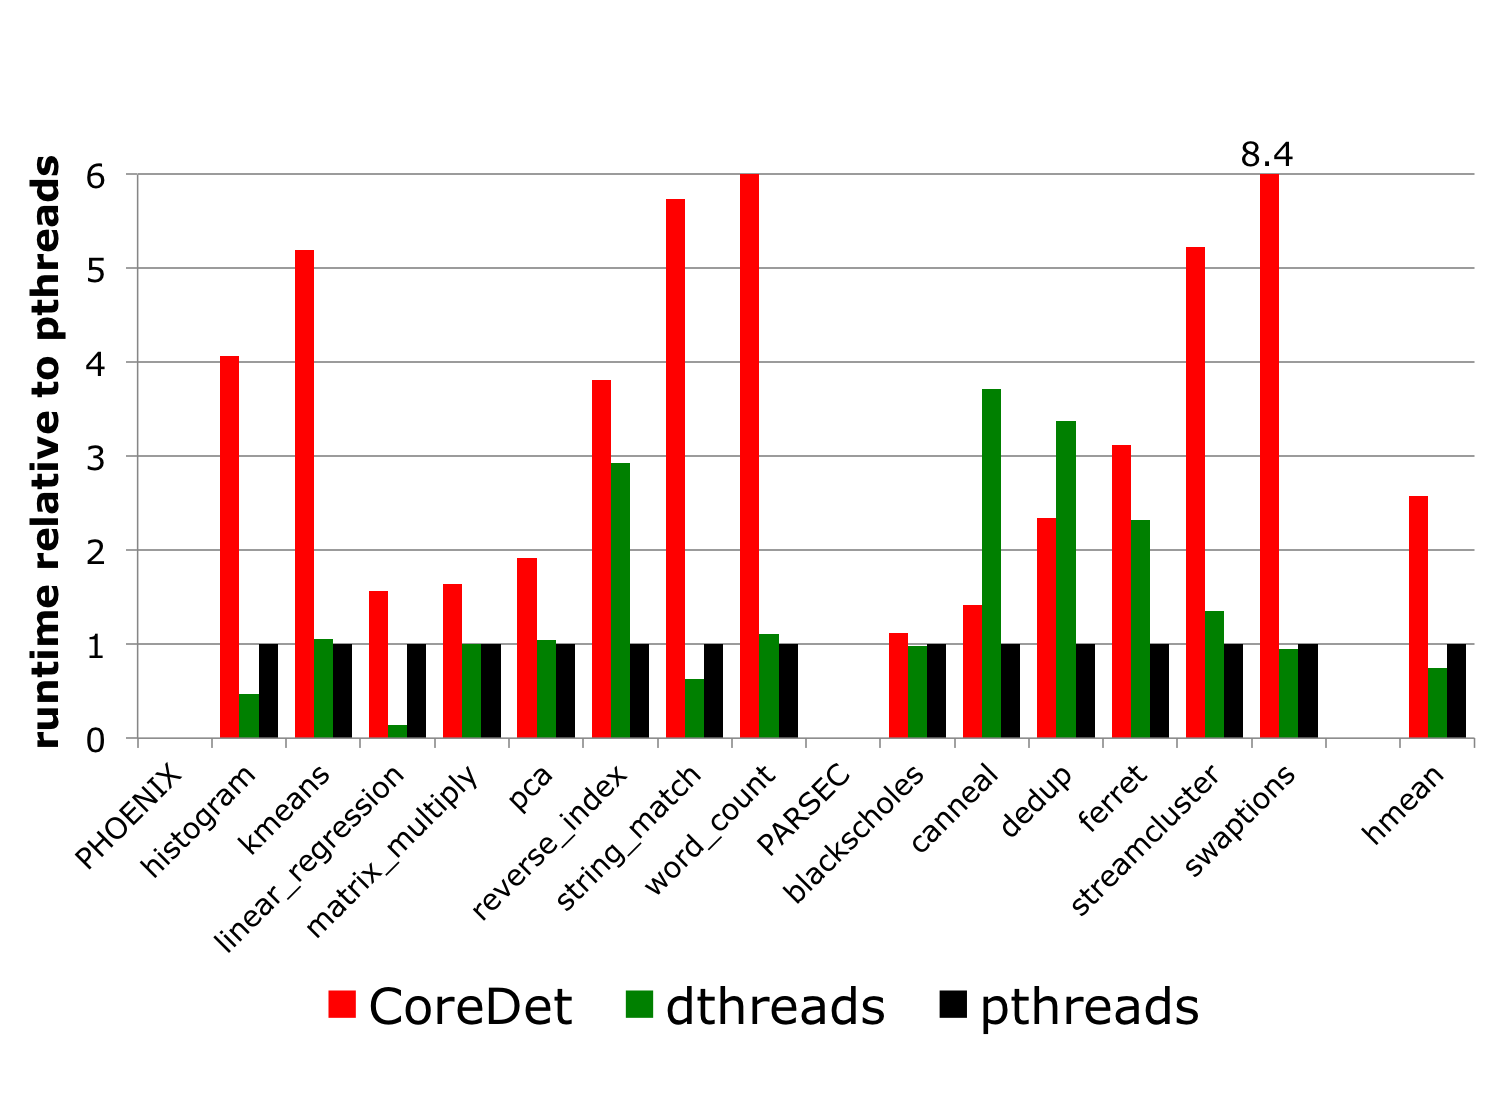 8.4
runtime relative to pthreads
6
5
4
3
2
1
0
PHOENIX
histogram
kmeans
linear_regression
matrix_multiply
pca
reverse_index
string_match
word_count
PARSEC
blackscholes
canneal
dedup
ferret
streamcluster
swaptions
hmean
CoreDet dthreads pthreads